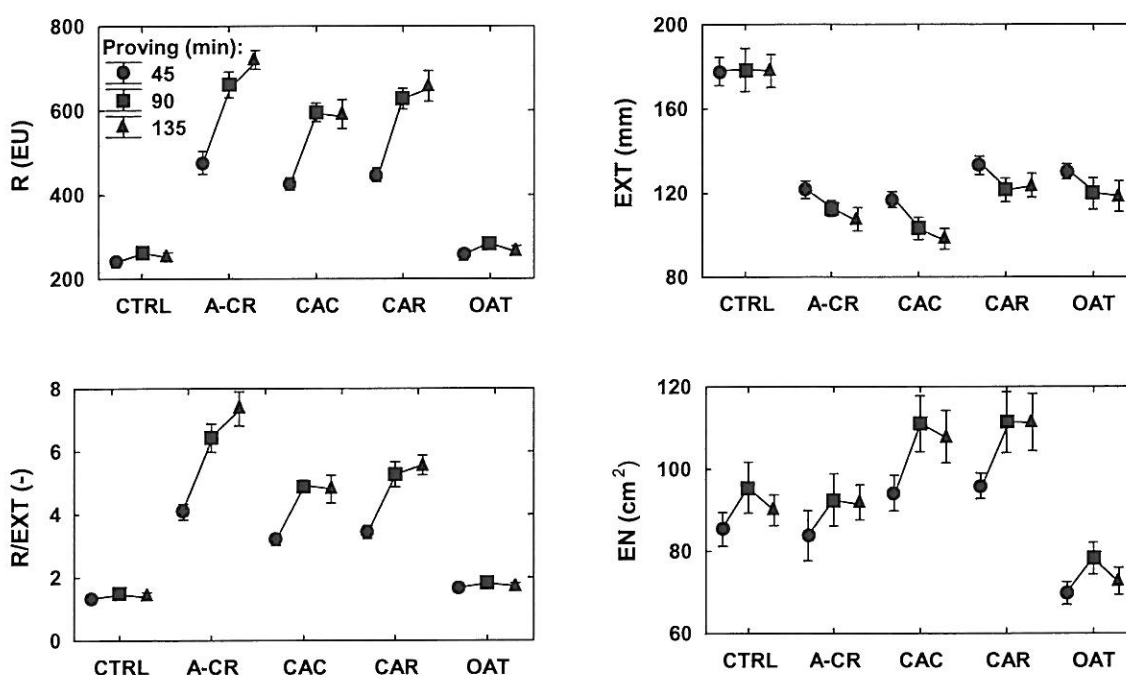 800
600
400
200
R (EU)
Proving (min):
45
90
135
CTRL A-CR CAC CAR OAT
200
160
120
80
EXT (mm)
CTRL A-CR CAC CAR OAT
8
6
4
2
0
R/EXT (-)
CTRL A-CR CAC CAR OAT
120
100
80
60
EN (cm²)
CTRL A-CR CAC CAR OAT